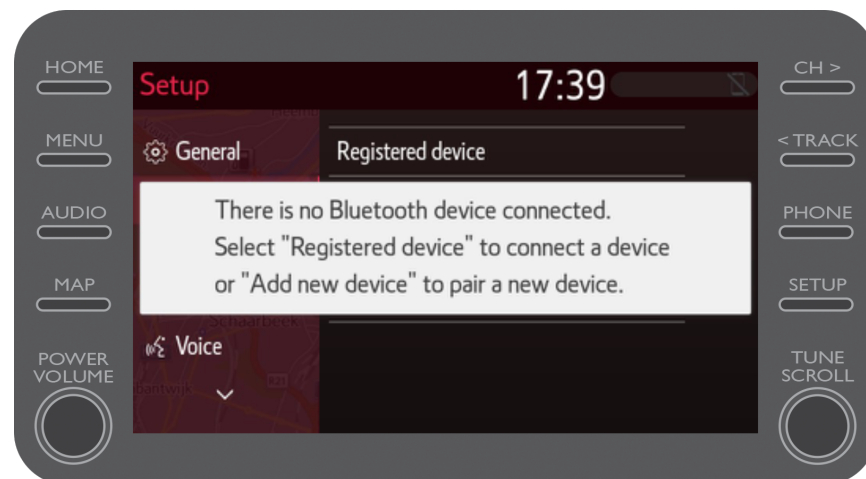 HOME
MENU
AUDIO
MAP
POWER
VOLUME
Setup
17:39
General
Registered device
There is no Bluetooth device connected.
Select "Registered device" to connect a device
or "Add new device" to pair a new device.
Schaarbeek
Voice
CH >
< TRACK
PHONE
SETUP
TUNE
SCROLL